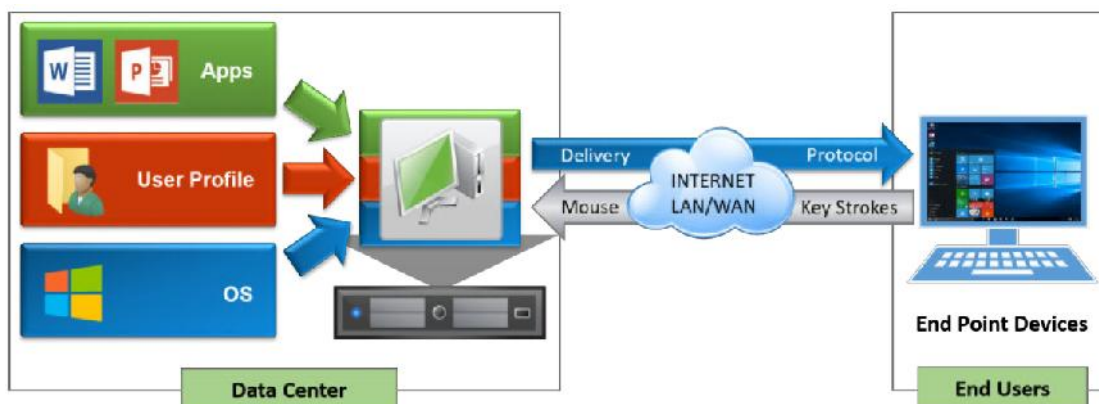 W
P
Apps
User Profile
OS
Data Center
Delivery
Protocol
INTERNET
LAN/WAN
Mouse
Key Strokes
End Point Devices
End Users